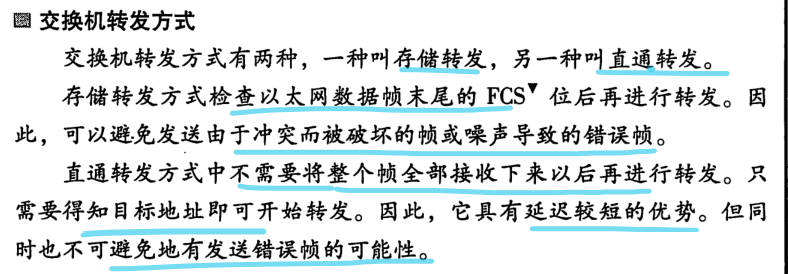 交换机转发方式
交换机转发方式有两种，一种叫存储转发，另一种叫直通转发。
存储转发方式检查以太网数据帧末尾的 FCS▼ 位后再进行转发。因
此，可以避免发送由于冲突而被破坏的帧或噪声导致的错误帧。
直通转发方式中不需要将整个帧全部接收下来以后再进行转发。只
需要得知目标地址即可开始转发。因此，它具有延迟较短的优势。但同
时也不可避免地有发送错误帧的可能性。